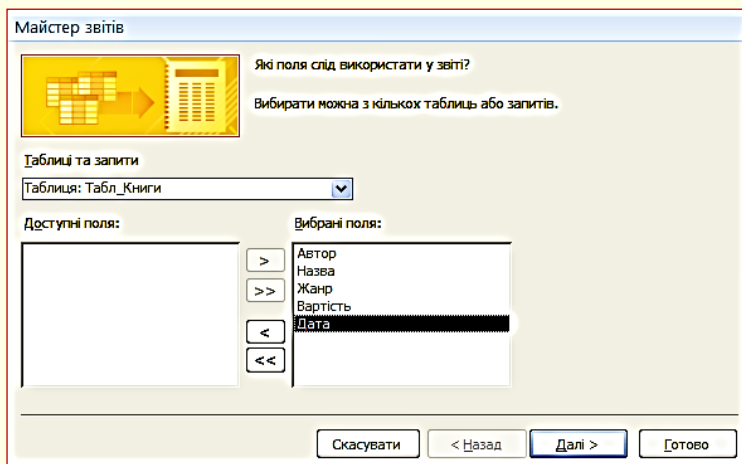 Майстер звітів
Які поля слід використати у звіті?
Вибирати можна з кількох таблиць або запитів.
Таблиці та запити
Таблиця: Табл_Книги
Доступні поля:
Вибрані поля:
>
>>
<
<<
Автор
Назва
Жанр
Вартість
Дата
Скасувати
< Назад
Далі >
Готово